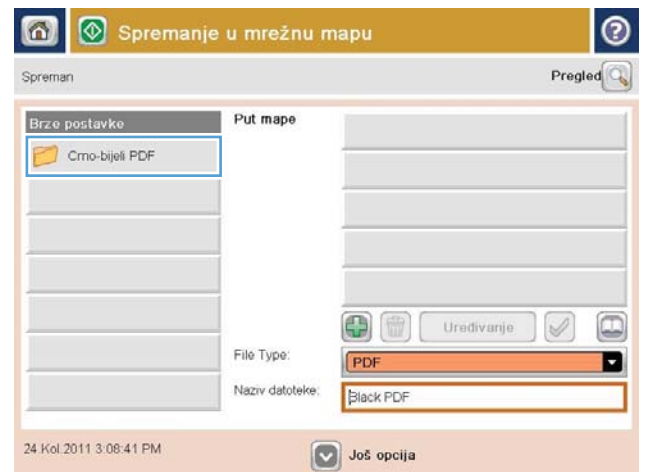 Spremanje u mrežnu mapu
Spreman
Pregled
Brze postavke
Crno-bijeli PDF
Put mape
Uređivanje
File Type:
PDF
Naziv datoteke:
Black PDF
24.Kol.2011 3:08:41 PM
Još opcija